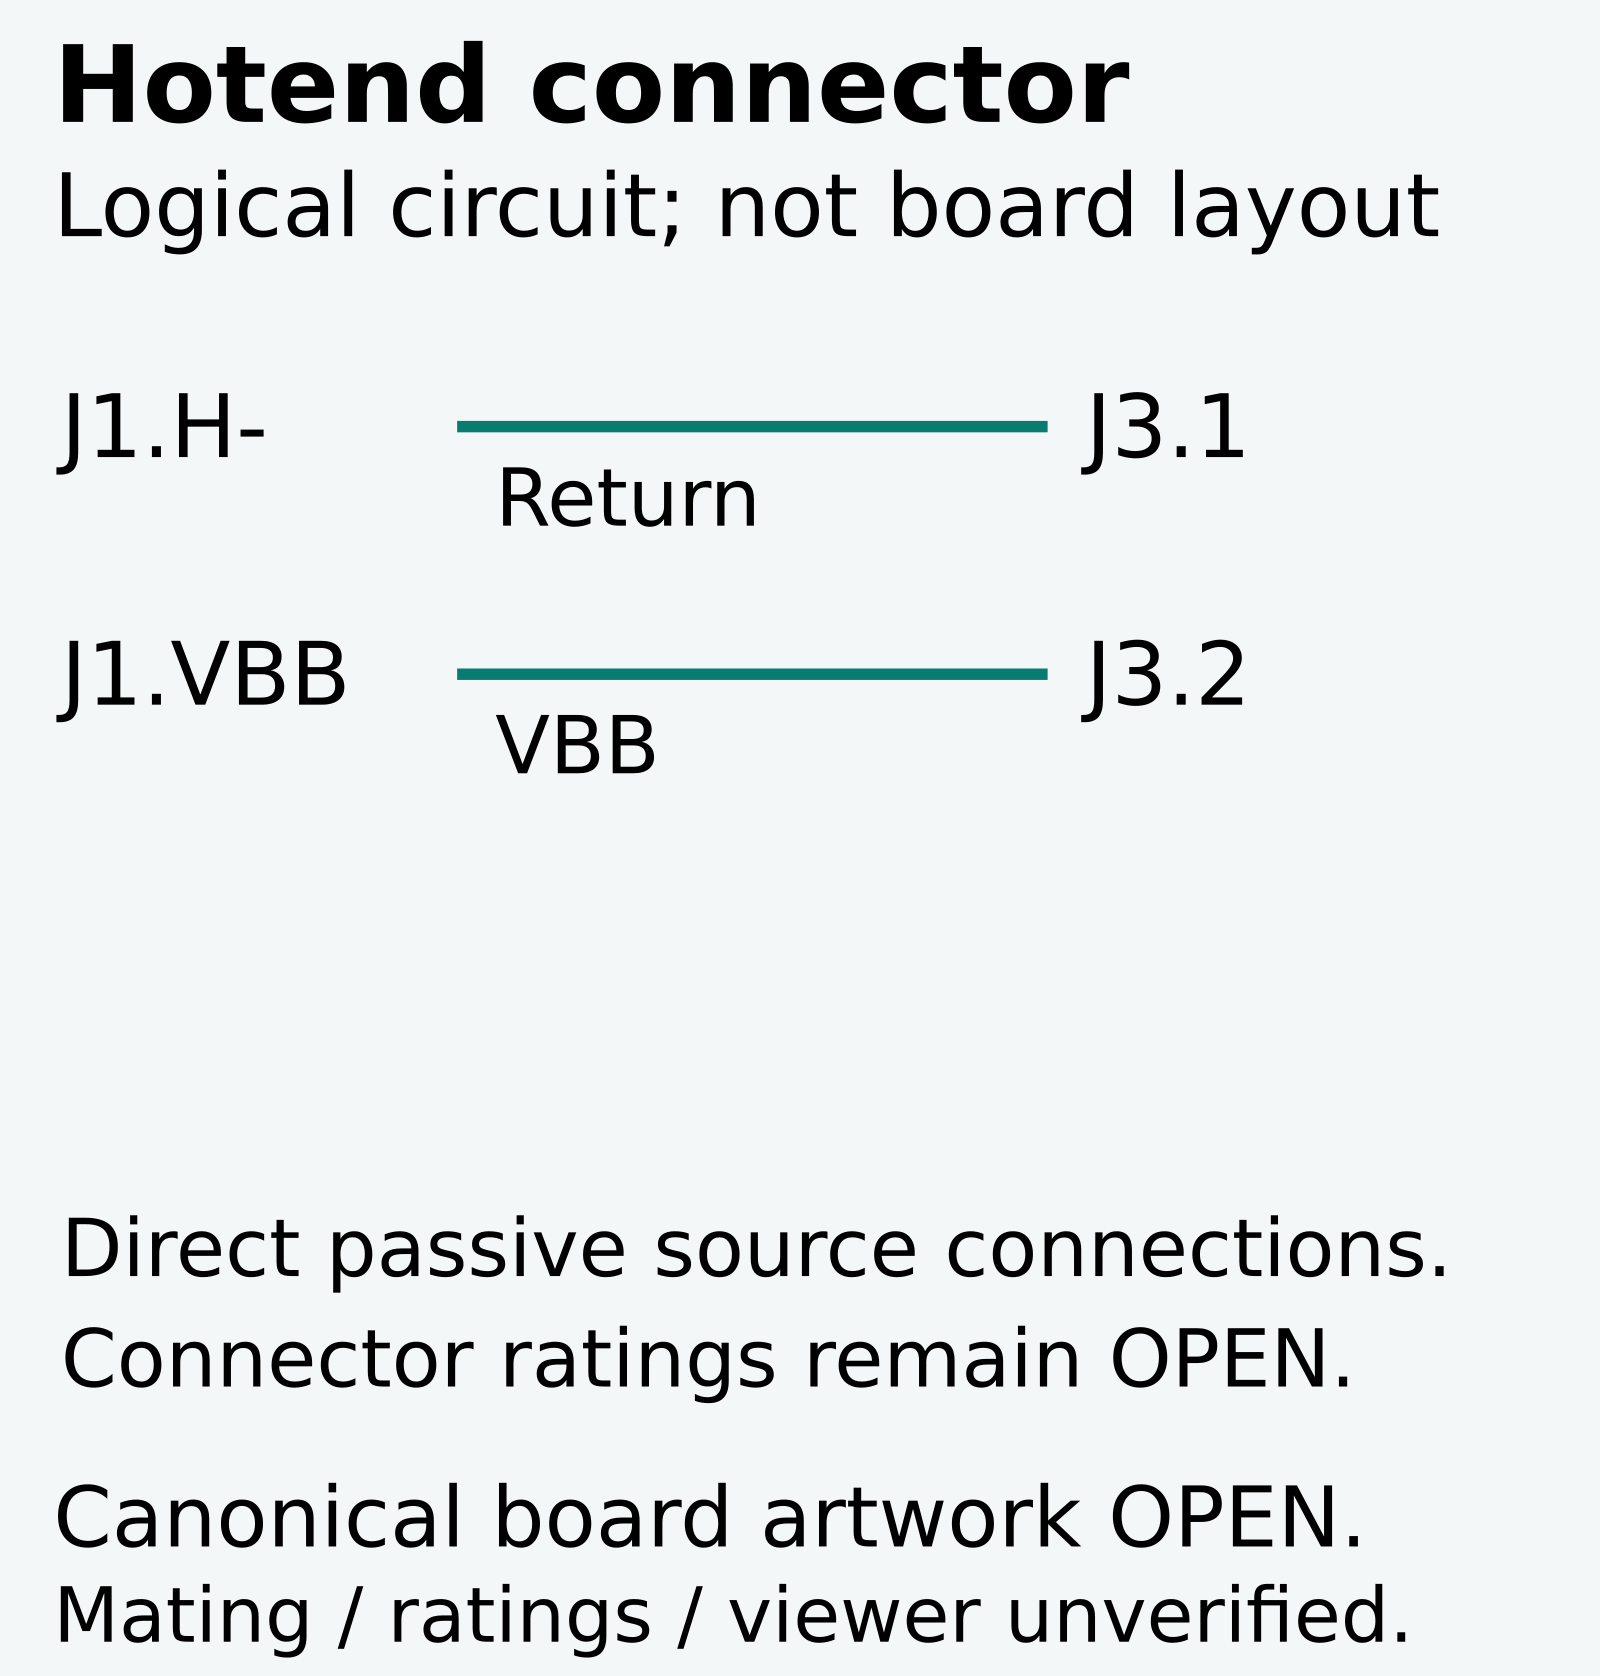 Hotend connector
Logical circuit; not board layout
J1.H- J3.1
Return
J1.VBB J3.2
VBB
Direct passive source connections.
Connector ratings remain OPEN.
Canonical board artwork OPEN.
Mating / ratings / viewer unverified.